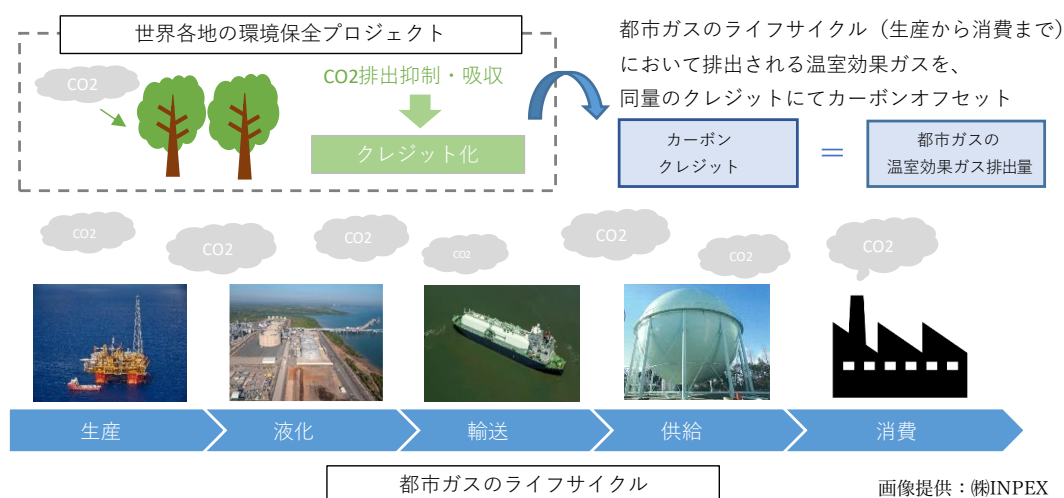 世界各地の環境保全プロジェクト
CO2
CO2排出抑制・吸収
クレジット化
都市ガスのライフサイクル（生産から消費まで）
において排出される温室効果ガスを、
同量のクレジットにてカーボンオフセット
カーボン
クレジット
＝
都市ガスの
温室効果ガス排出量
CO2
CO2
CO2
CO2
CO2
CO2
CO2
生産
液化
輸送
供給
消費
都市ガスのライフサイクル
画像提供：㈱INPEX